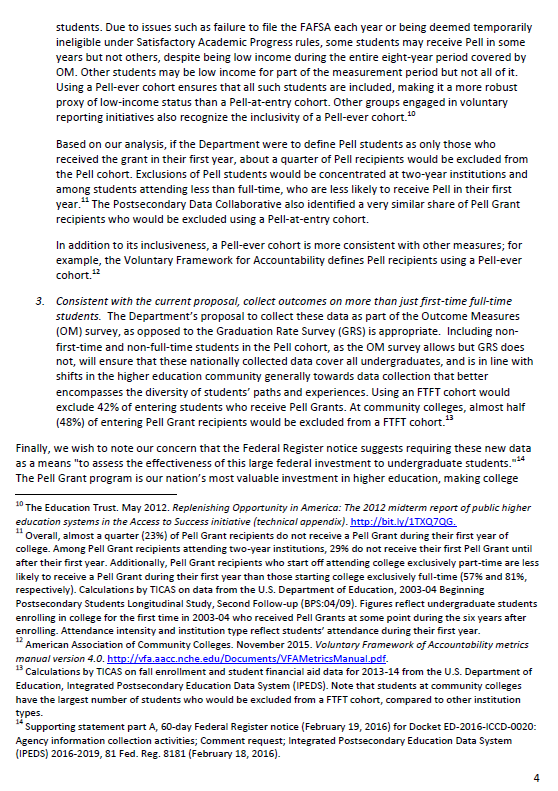 students. Due to issues such as failure to file the FAFSA each year or being deemed temporarily
ineligible under Satisfactory Academic Progress rules, some students may receive Pell in some
years but not others, despite being low income during the entire eight-year period covered by
OM. Other students may be low income for part of the measurement period but not all of it.
Using a Pell-ever cohort ensures that all such students are included, making it a more robust
proxy of low-income status than a Pell-at-entry cohort. Other groups engaged in voluntary
reporting initiatives also recognize the inclusivity of a Pell-ever cohort.10
Based on our analysis, if the Department were to define Pell students as only those who
received the grant in their first year, about a quarter of Pell recipients would be excluded from
the Pell cohort. Exclusions of Pell students would be concentrated at two-year institutions and
among students attending less than full-time, who are less likely to receive Pell in their first
year.11 The Postsecondary Data Collaborative also identified a very similar share of Pell Grant
recipients who would be excluded using a Pell-at-entry cohort.
In addition to its inclusiveness, a Pell-ever cohort is more consistent with other measures; for
example, the Voluntary Framework for Accountability defines Pell recipients using a Pell-ever
cohort.12
3. Consistent with the current proposal, collect outcomes on more than just first-time full-time
students. The Department's proposal to collect these data as part of the Outcome Measures
(OM) survey, as opposed to the Graduation Rate Survey (GRS) is appropriate. Including non-
first-time and non-full-time students in the Pell cohort, as the OM survey allows but GRS does
not, will ensure that these nationally collected data cover all undergraduates, and is in line with
shifts in the higher education community generally towards data collection that better
encompasses the diversity of students' paths and experiences. Using an FTFT cohort would
exclude 42% of entering students who receive Pell Grants. At community colleges, almost half
(48%) of entering Pell Grant recipients would be excluded from a FTFT cohort.13
Finally, we wish to note our concern that the Federal Register notice suggests requiring these new data
as a means "to assess the effectiveness of this large federal investment to undergraduate students."14
The Pell Grant program is our nation's most valuable investment in higher education, making college
10 The Education Trust. May 2012. Replenishing Opportunity in America: The 2012 midterm report of public higher
education systems in the Access to Success initiative (technical appendix). http://bit.ly/1TXQ7QG.
11 Overall, almost a quarter (23%) of Pell Grant recipients do not receive a Pell Grant during their first year of
college. Among Pell Grant recipients attending two-year institutions, 29% do not receive their first Pell Grant until
after their first year. Additionally, Pell Grant recipients who start off attending college exclusively part-time are less
likely to receive a Pell Grant during their first year than those starting college exclusively full-time (57% and 81%,
respectively). Calculations by TICAS on data from the U.S. Department of Education, 2003-04 Beginning
Postsecondary Students Longitudinal Study, Second Follow-up (BPS:04/09). Figures reflect undergraduate students
enrolling in college for the first time in 2003-04 who received Pell Grants at some point during the six years after
enrolling. Attendance intensity and institution type reflect students' attendance during their first year.
12 American Association of Community Colleges. November 2015. Voluntary Framework of Accountability metrics
manual version 4.0. http://vfa.aacc.nche.edu/Documents/VFAMetricsManual.pdf.
13 Calculations by TICAS on fall enrollment and student financial aid data for 2013-14 from the U.S. Department of
Education, Integrated Postsecondary Education Data System (IPEDS). Note that students at community colleges
have the largest number of students who would be excluded from a FTFT cohort, compared to other institution
types.
14 Supporting statement part A, 60-day Federal Register notice (February 19, 2016) for Docket ED-2016-ICCD-0020:
Agency information collection activities; Comment request; Integrated Postsecondary Education Data System
(IPEDS) 2016-2019, 81 Fed. Reg. 8181 (February 18, 2016).
4